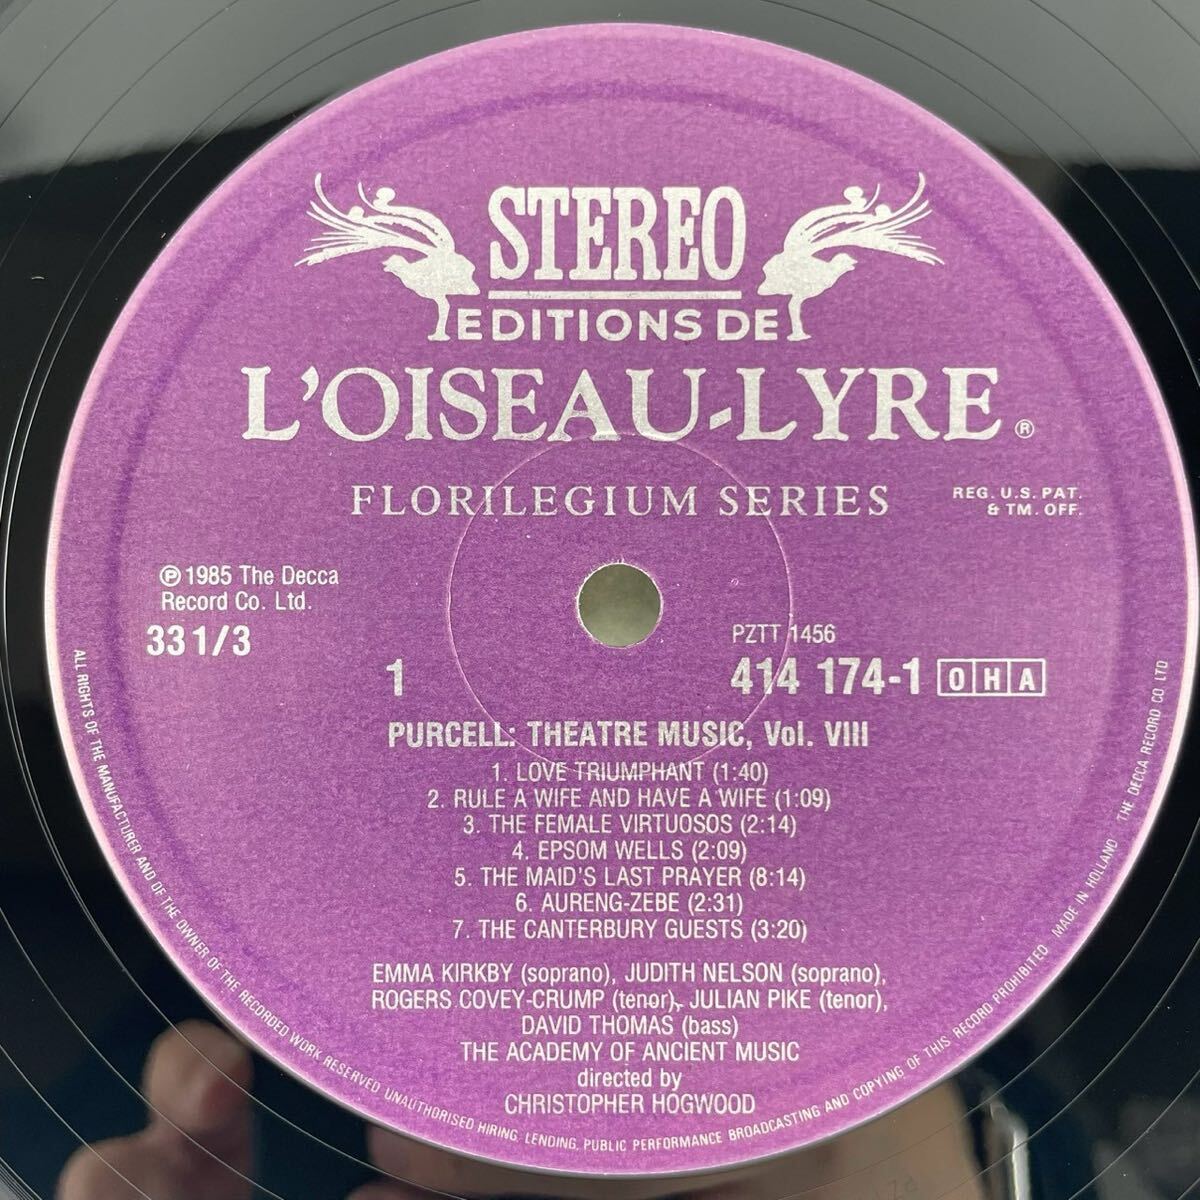 STEREO
EDITIONS DE
L'OISEAU-LYRE ®
FLORILEGIUM SERIES
REG. U.S. PAT.
& TM. OFF.
℗ 1985 The Decca
Record Co. Ltd.
33 1/3
PZTT 1456
1
414 174-1 OHA
PURCELL: THEATRE MUSIC, Vol. VIII
1. LOVE TRIUMPHANT (1:40)
2. RULE A WIFE AND HAVE A WIFE (1:09)
3. THE FEMALE VIRTUOSOS (2:14)
4. EPSOM WELLS (2:09)
5. THE MAID'S LAST PRAYER (8:14)
6. AURENG-ZEBE (2:31)
7. THE CANTERBURY GUESTS (3:20)
EMMA KIRKBY (soprano), JUDITH NELSON (soprano),
ROGERS COVEY-CRUMP (tenor), JULIAN PIKE (tenor),
DAVID THOMAS (bass)
THE ACADEMY OF ANCIENT MUSIC
directed by
CHRISTOPHER HOGWOOD
ALL RIGHTS OF THE MANUFACTURER AND OF THE OWNER OF THE RECORDED WORK RESERVED. UNAUTHORISED HIRING, LENDING, PUBLIC PERFORMANCE BROADCASTING AND COPYING OF THIS RECORD PROHIBITED. MADE IN HOLLAND THE DECCA RECORD CO LTD